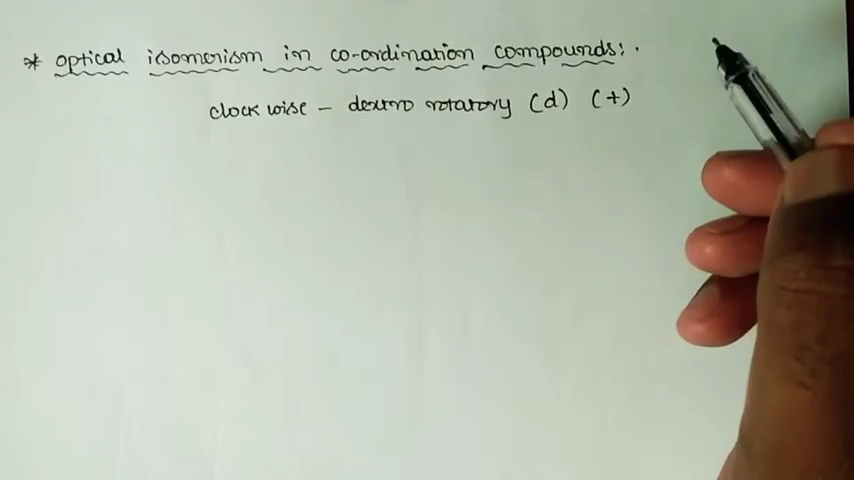 * optical isomerism in co-ordination compounds:.
clock wise - dextro rotatory (d) (+)